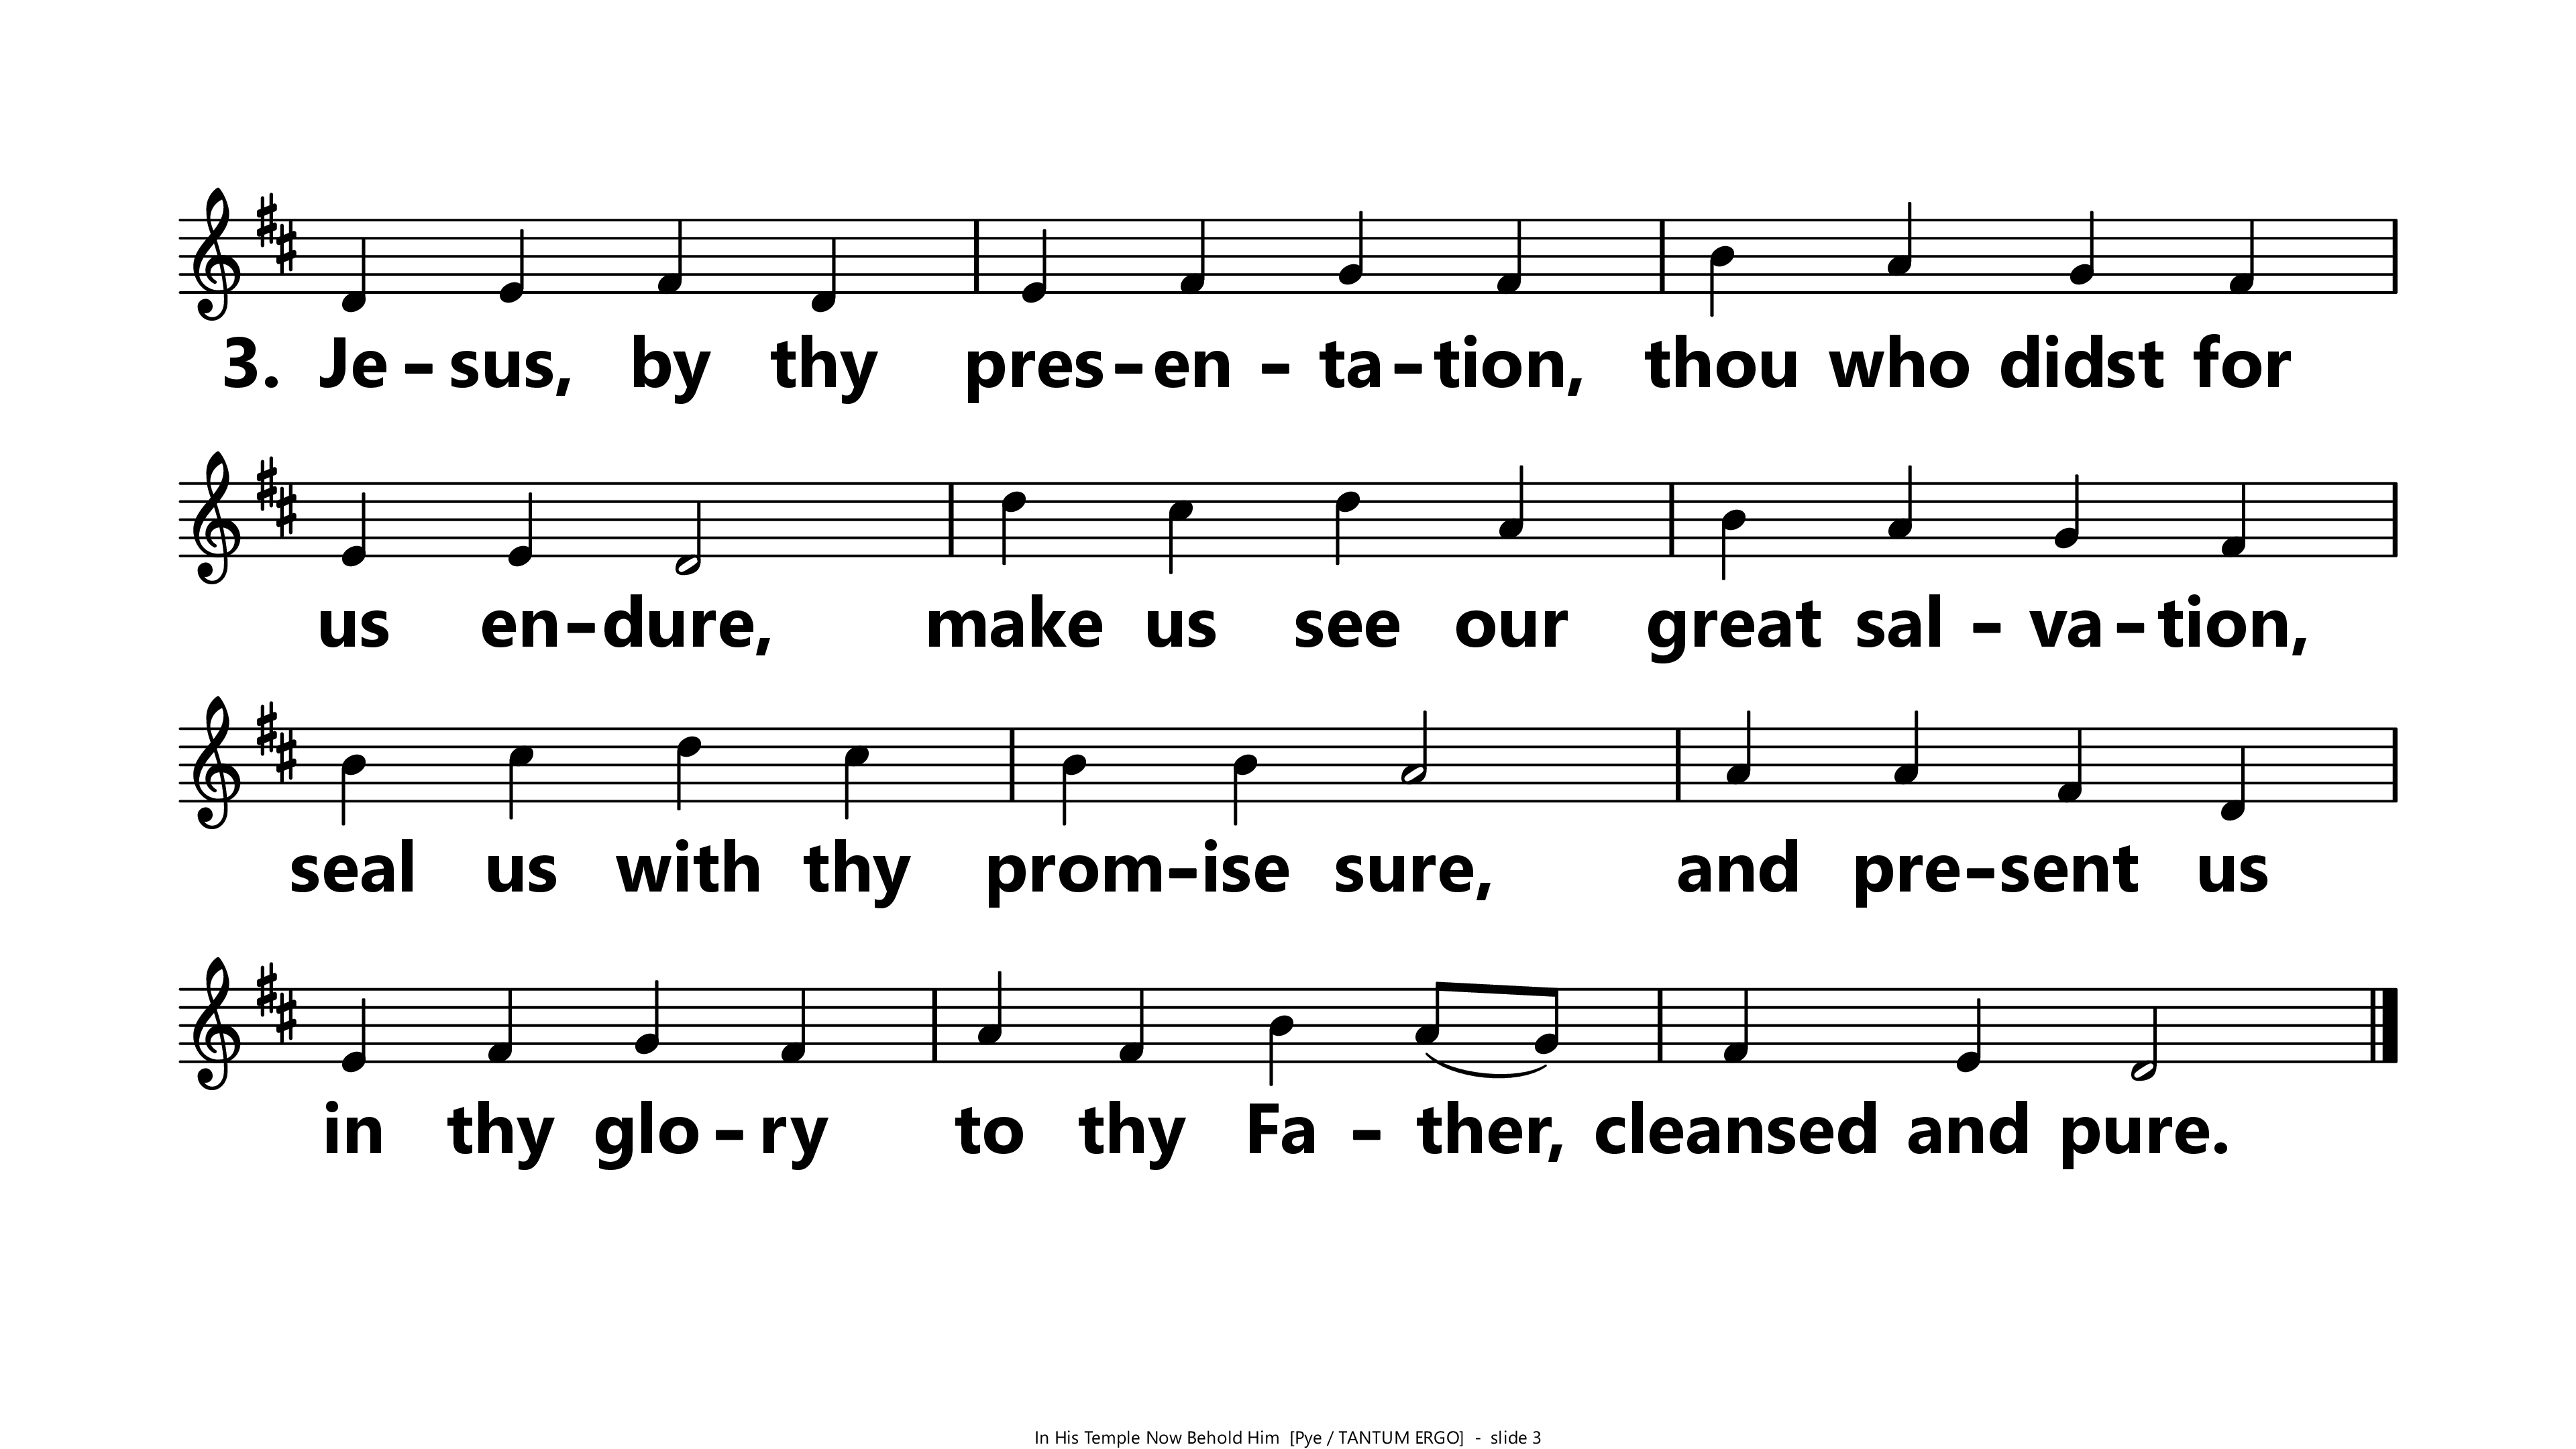 3. Je-sus, by thy pres-en-ta-tion, thou who didst for
us en-dure, make us see our great sal-va-tion,
seal us with thy prom-ise sure, and pre-sent us
in thy glo-ry to thy Fa-ther, cleansed and pure.
In His Temple Now Behold Him [Pye / TANTUM ERGO] - slide 3